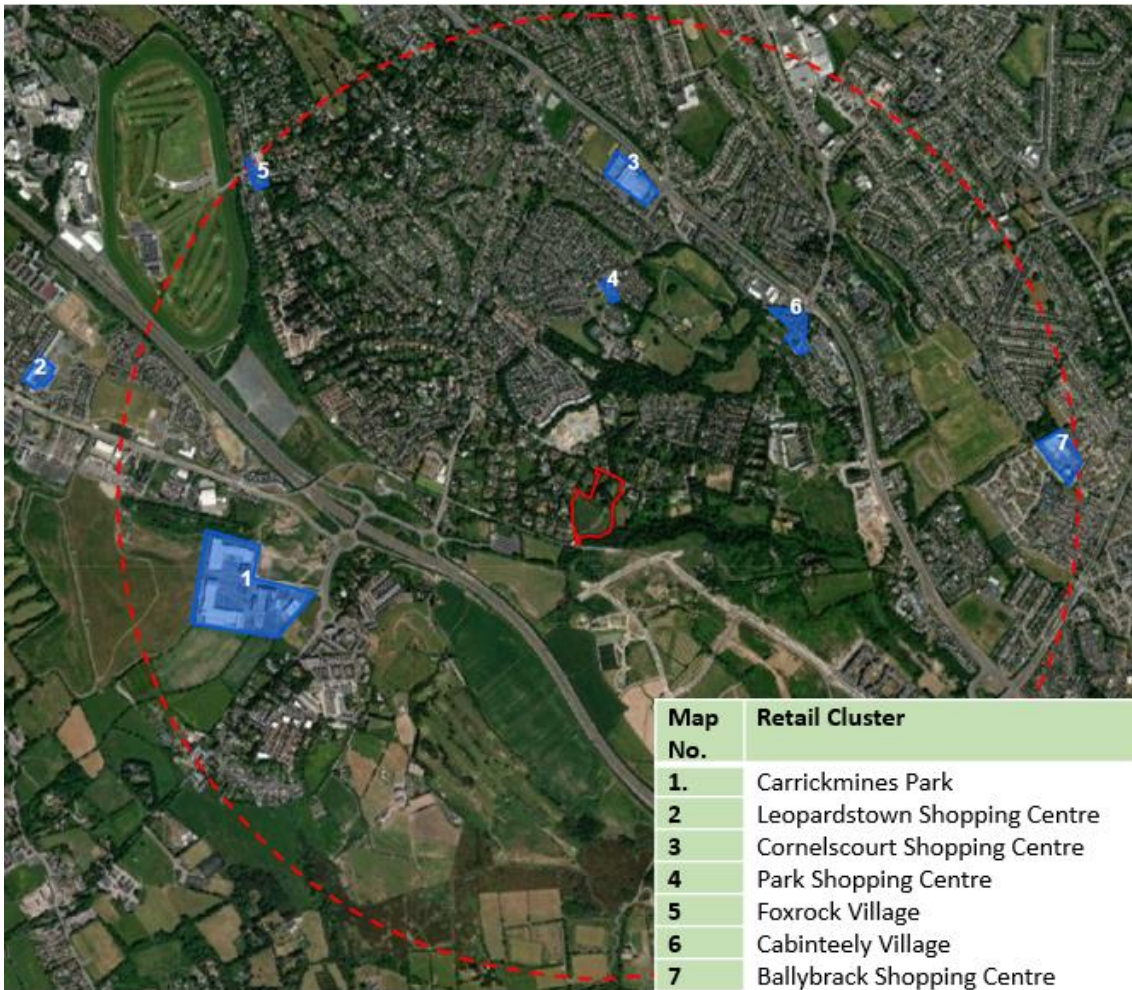 5
3
4
6
2
7
1
Map No. Retail Cluster
1. Carrickmines Park
2 Leopardstown Shopping Centre
3 Cornelscourt Shopping Centre
4 Park Shopping Centre
5 Foxrock Village
6 Cabinteely Village
7 Ballybrack Shopping Centre